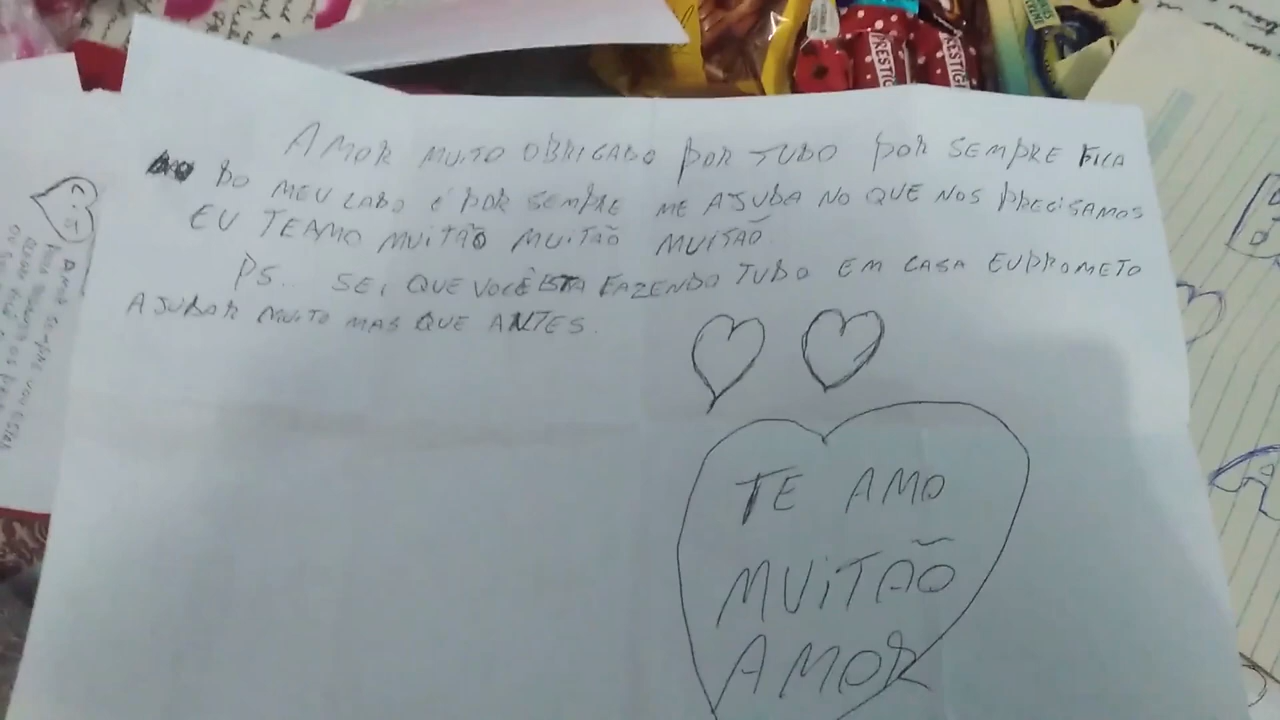 AMOR MUITO OBRIGADO POR TUDO POR SEMPRE FICA
DO MEU LADO E POR SEMPRE ME AJUDA NO QUE NOS PRECISAMOS
EU TEAMO MUITÃO MUITÃO MUITÃO
PS.. SEI QUE VOCÊ ESTA FAZENDO TUDO EM CASA EU PROMETO
AJUDAR MUITO MAS QUE ANTES.
TE AMO
MUITÃO
AMOR
PRESTIG
PRESTIG